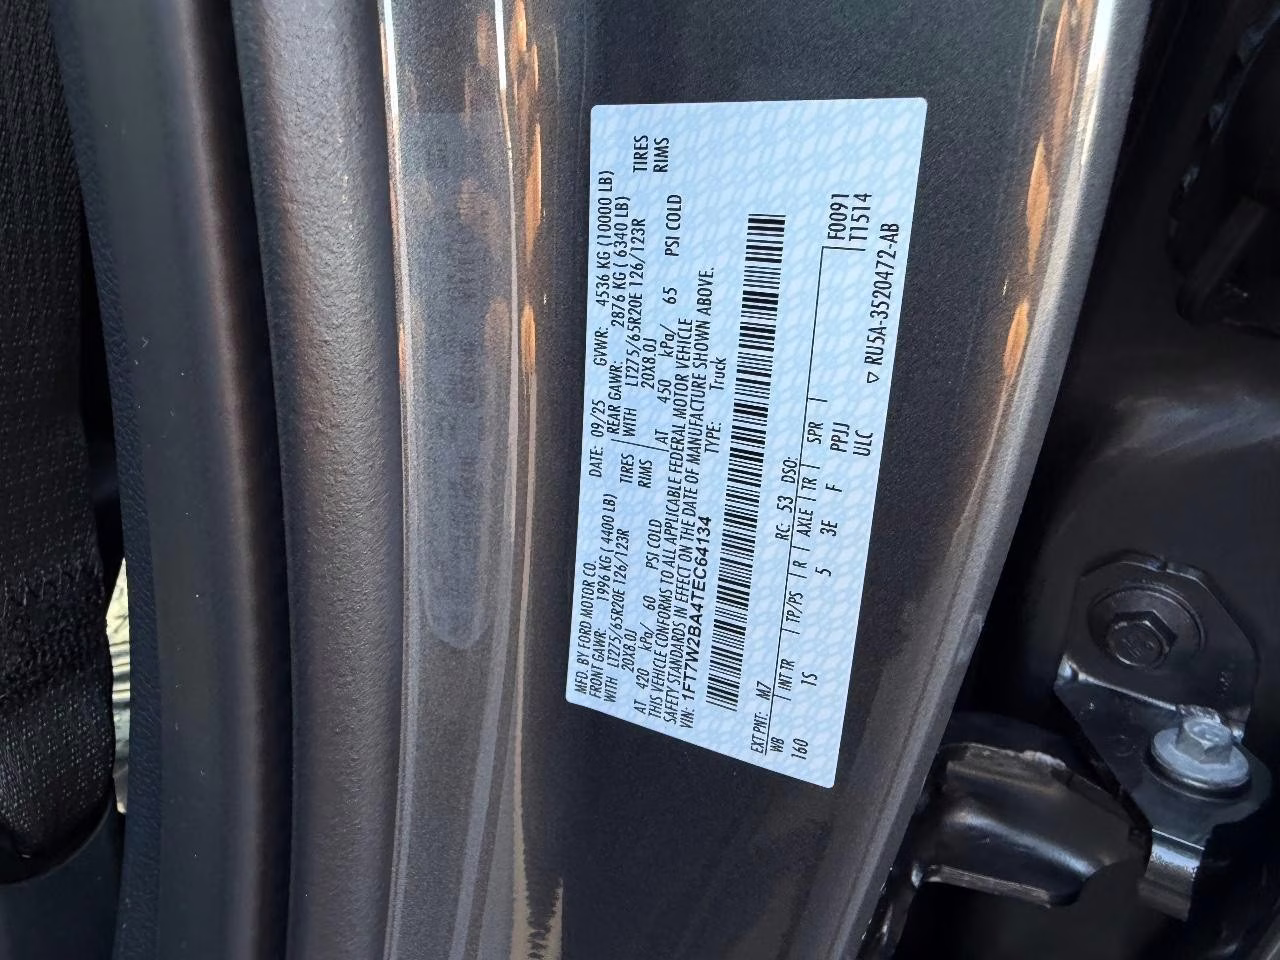 MFD. BY FORD MOTOR CO.
DATE: 09/25 GVWR: 4536 KG (10000 LB)
FRONT GAWR: 1996 KG ( 4400 LB)
REAR GAWR: 2876 KG ( 6340 LB)
WITH LT275/65R20E 126/123R TIRES
WITH LT275/65R20E 126/123R TIRES
20X8.0J RIMS
20X8.0J RIMS
AT 420 kPa/ 60 PSI COLD
AT 450 kPa/ 65 PSI COLD
THIS VEHICLE CONFORMS TO ALL APPLICABLE FEDERAL MOTOR VEHICLE
SAFETY STANDARDS IN EFFECT ON THE DATE OF MANUFACTURE SHOWN ABOVE.
VIN: 1FT7W2BA4TEC64134
TYPE: Truck
EXT PNT: M7 RC: 53 DSO:
WB INT TR TP/PS R AXLE TR SPR
F0091
T1514
160 1S 5 3E F PPJJ
ULC
▽ RU5A-3520472-AB